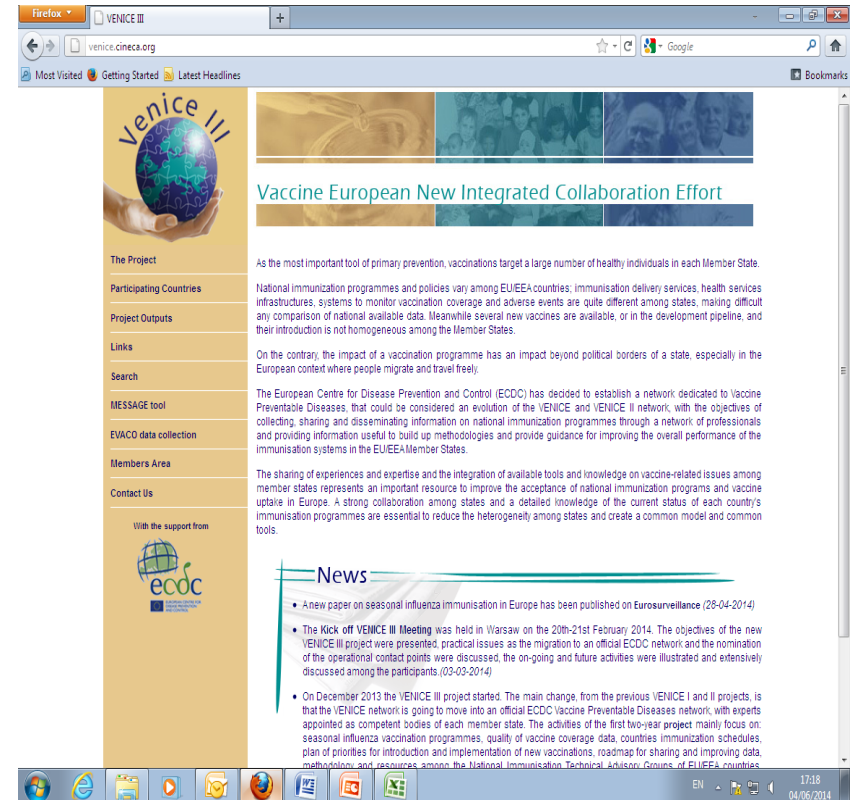 Firefox
VENICE III
venice.cineca.org
Google
Most Visited
Getting Started
Latest Headlines
Bookmarks
Venice III
Vaccine European New Integrated Collaboration Effort
The Project
Participating Countries
Project Outputs
Links
Search
MESSAGE tool
EVACO data collection
Members Area
Contact Us
With the support from
ecdc
As the most important tool of primary prevention, vaccinations target a large number of healthy individuals in each Member State.
National immunization programmes and policies vary among EU/EEA countries; immunisation delivery services, health services
infrastructures, systems to monitor vaccination coverage and adverse events are quite different among states, making difficult
any comparison of national available data. Meanwhile several new vaccines are available, or in the development pipeline, and
their introduction is not homogeneous among the Member States.
On the contrary, the impact of a vaccination programme has an impact beyond political borders of a state, especially in the
European context where people migrate and travel freely.
The European Centre for Disease Prevention and Control (ECDC) has decided to establish a network dedicated to Vaccine
Preventable Diseases, that could be considered an evolution of the VENICE and VENICE II network, with the objectives of
collecting, sharing and disseminating information on national immunization programmes through a network of professionals
and providing information useful to build up methodologies and provide guidance for improving the overall performance of the
immunisation systems in the EU/EEA Member States.
The sharing of experiences and expertise and the integration of available tools and knowledge on vaccine-related issues among
member states represents an important resource to improve the acceptance of national immunization programs and vaccine
uptake in Europe. A strong collaboration among states and a detailed knowledge of the current status of each country's
immunisation programmes are essential to reduce the heterogeneity among states and create a common model and common
tools.
News
• A new paper on seasonal influenza immunisation in Europe has been published on Eurosurveillance (28-04-2014)
• The Kick off VENICE III Meeting was held in Warsaw on the 20th-21st February 2014. The objectives of the new
VENICE III project were presented, practical issues as the migration to an official ECDC network and the nomination
of the operational contact points were discussed, the on-going and future activities were illustrated and extensively
discussed among the participants.(03-03-2014)
• On December 2013 the VENICE III project started. The main change, from the previous VENICE I and II projects, is
that the VENICE network is going to move into an official ECDC Vaccine Preventable Diseases network, with experts
appointed as competent bodies of each member state. The activities of the first two-year project mainly focus on:
seasonal influenza vaccination programmes, quality of vaccine coverage data, countries immunization schedules,
plan of priorities for introduction and implementation of new vaccinations, roadmap for sharing and improving data,
methodology and resources among the National Immunisation Technical Advisory Groups of EU/EEA countries.
EN
17:18
04/06/2014